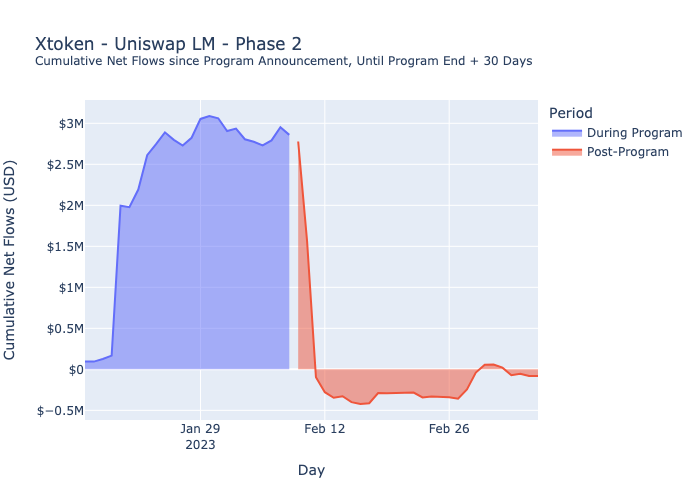 Xtoken - Uniswap LM - Phase 2
Cumulative Net Flows since Program Announcement, Until Program End + 30 Days
Period
During Program
Post-Program
Cumulative Net Flows (USD)
$3M
$2.5M
$2M
$1.5M
$1M
$0.5M
$0
$−0.5M
Jan 29
2023
Feb 12
Feb 26
Day